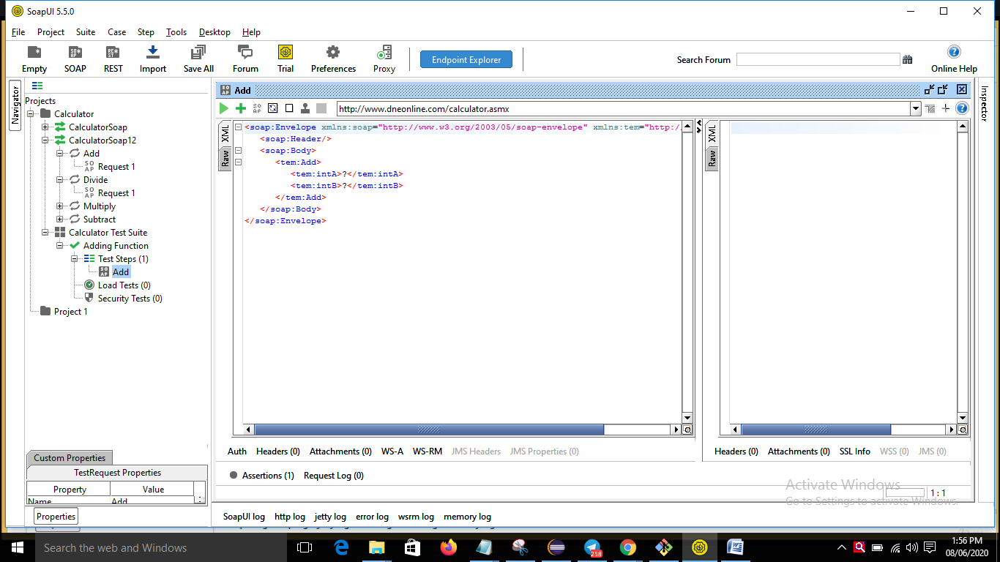 SoapUI 5.5.0
File Project Suite Case Step Tools Desktop Help
Empty SOAP REST Import Save All Forum Trial Preferences Proxy Endpoint Explorer Search Forum Online Help
Navigator
Projects
Calculator
CalculatorSoap
CalculatorSoap12
Add
Request 1
Divide
Request 1
Multiply
Subtract
Calculator Test Suite
Adding Function
Test Steps (1)
Add
Load Tests (0)
Security Tests (0)
Project 1
Custom Properties
TestRequest Properties
Property Value
Name Add
Properties
Add
http://www.dneonline.com/calculator.asmx
XML
Raw
<soap:Envelope xmlns:soap="http://www.w3.org/2003/05/soap-envelope" xmlns:tem="http:/
<soap:Header/>
<soap:Body>
<tem:Add>
<tem:intA>?</tem:intA>
<tem:intB>?</tem:intB>
</tem:Add>
</soap:Body>
</soap:Envelope>
XML
Raw
Inspector
Auth Headers (0) Attachments (0) WS-A WS-RM JMS Headers JMS Properties (0)
Headers (0) Attachments (0) SSL Info WSS (0) JMS (0)
Assertions (1) Request Log (0)
1 : 1
Activate Windows
Go to Settings to activate Windows.
SoapUI log http log jetty log error log wsrm log memory log
Search the web and Windows
258
1:56 PM
08/06/2020